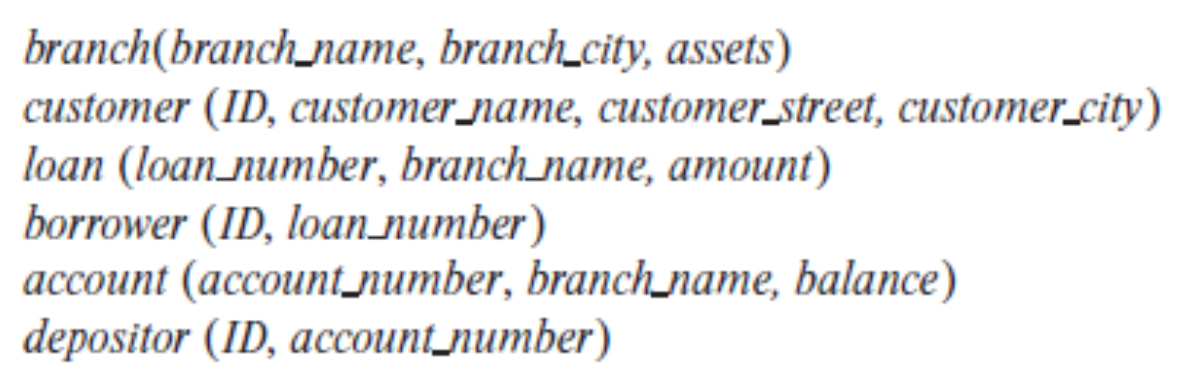 branch(branch_name, branch_city, assets)
customer (ID, customer_name, customer_street, customer_city)
loan (loan_number, branch_name, amount)
borrower (ID, loan_number)
account (account_number, branch_name, balance)
depositor (ID, account_number)